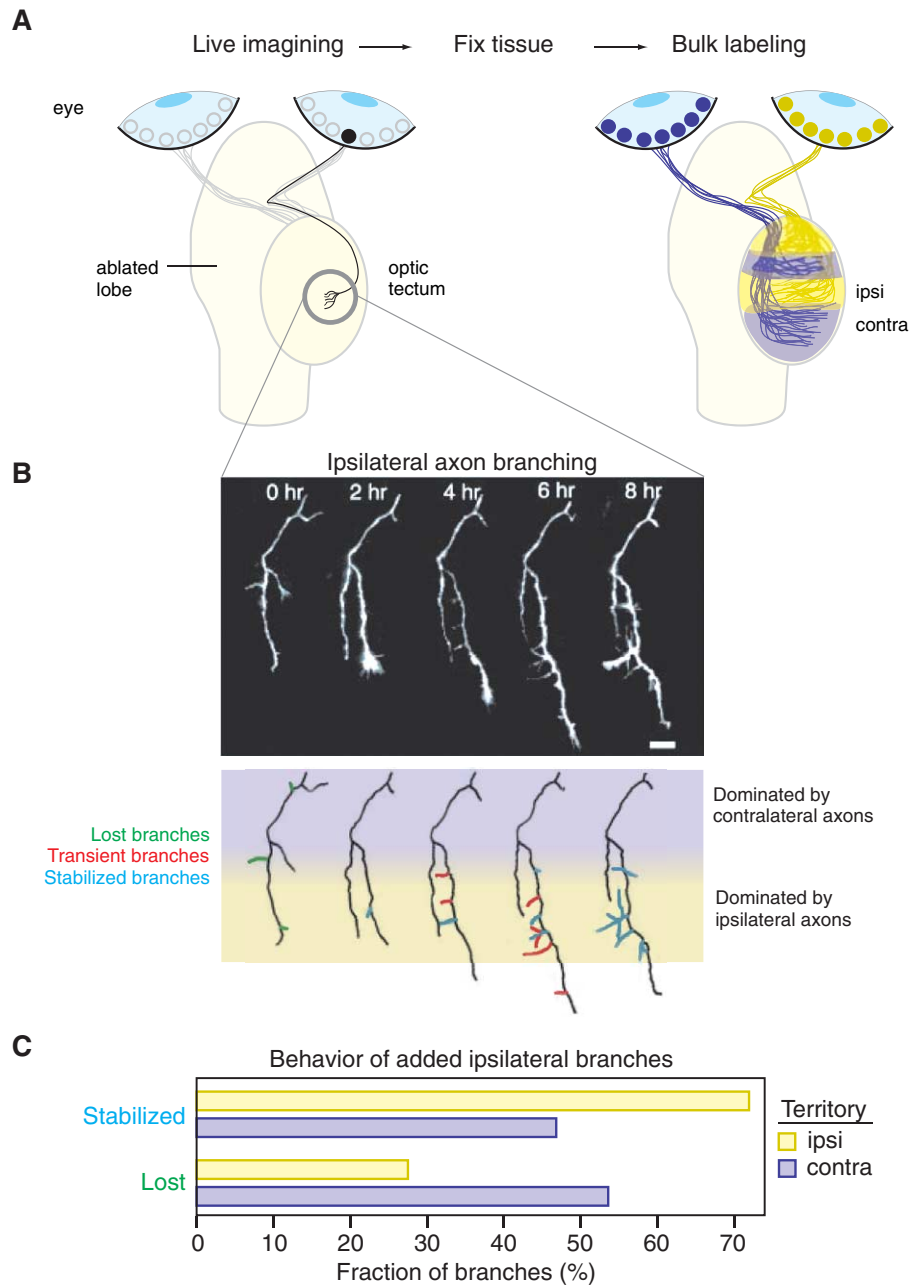 A
Live imagining
Fix tissue
Bulk labeling
eye
ablated
lobe
optic
tectum
ipsi
contra
B
Ipsilateral axon branching
0 hr 2 hr 4 hr 6 hr 8 hr
Lost branches
Transient branches
Stabilized branches
Dominated by
contralateral axons
Dominated by
ipsilateral axons
C
Behavior of added ipsilateral branches
Stabilized
Lost
Territory
ipsi
contra
0 10 20 30 40 50 60 70
Fraction of branches (%)